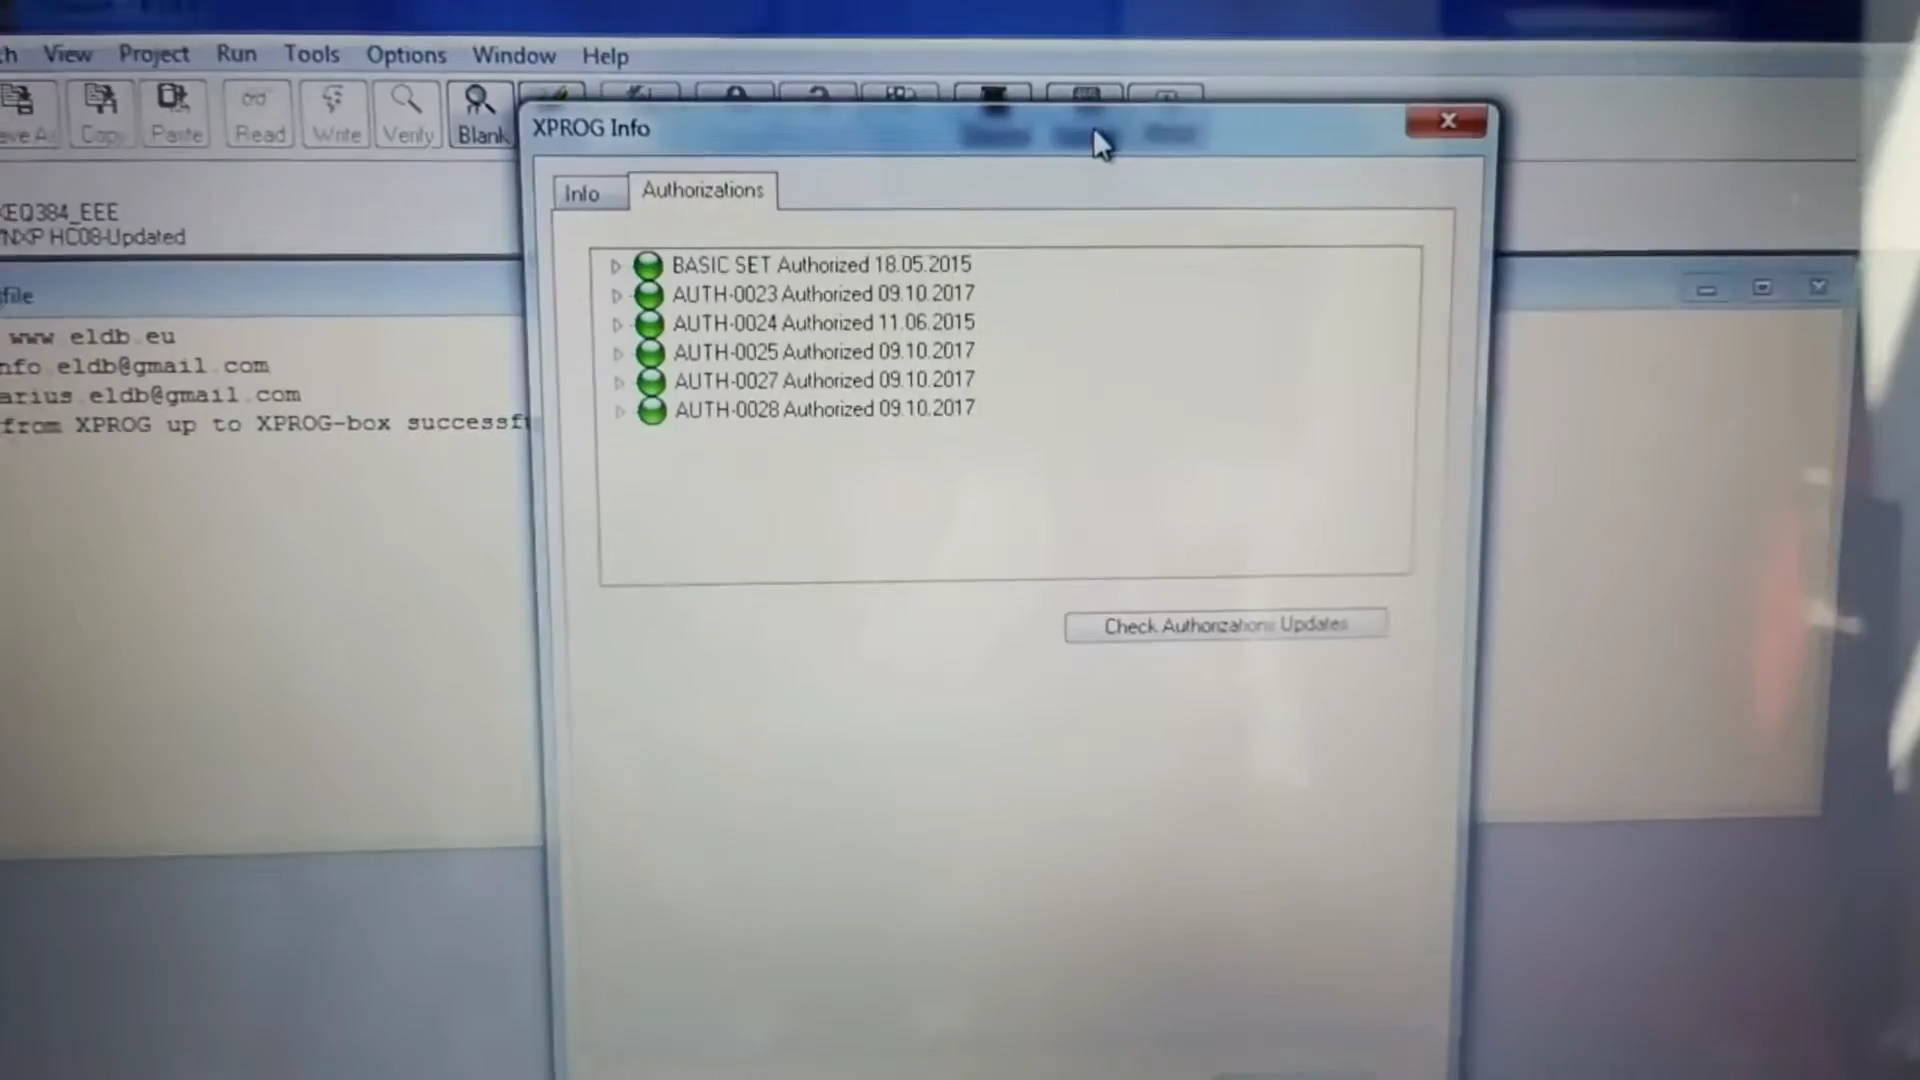 View Project Run Tools Options Window Help
Copy Paste Read Write Verify Blank
XPROG Info
Info Authorizations
EQ384_EEE
NXP HC08-Updated
file
www.eldb.eu
nfo.eldb@gmail.com
arius.eldb@gmail.com
from XPROG up to XPROG-box successf
BASIC SET Authorized 18.05.2015
AUTH-0023 Authorized 09.10.2017
AUTH-0024 Authorized 11.06.2015
AUTH-0025 Authorized 09.10.2017
AUTH-0027 Authorized 09.10.2017
AUTH-0028 Authorized 09.10.2017
Check Authorizations Updates